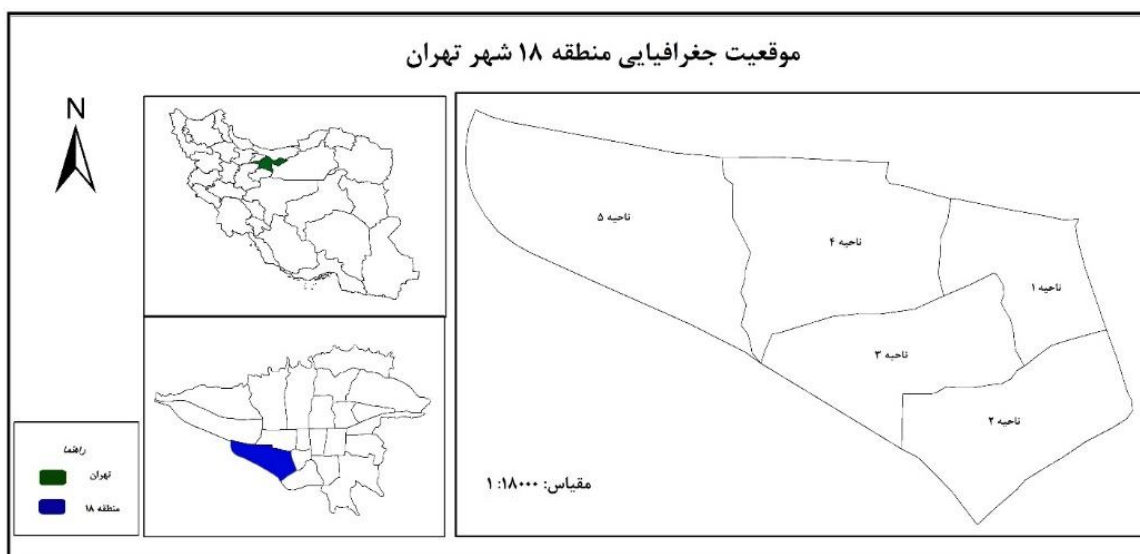 موقعیت جغرافیایی منطقه ۱۸ شهر تهران
N
ناحیه ۵
ناحیه ۴
ناحیه ۱
ناحیه ۳
ناحیه ۲
مقیاس: ۱:۱۸۰۰۰
راهنما
تهران
منطقه ۱۸